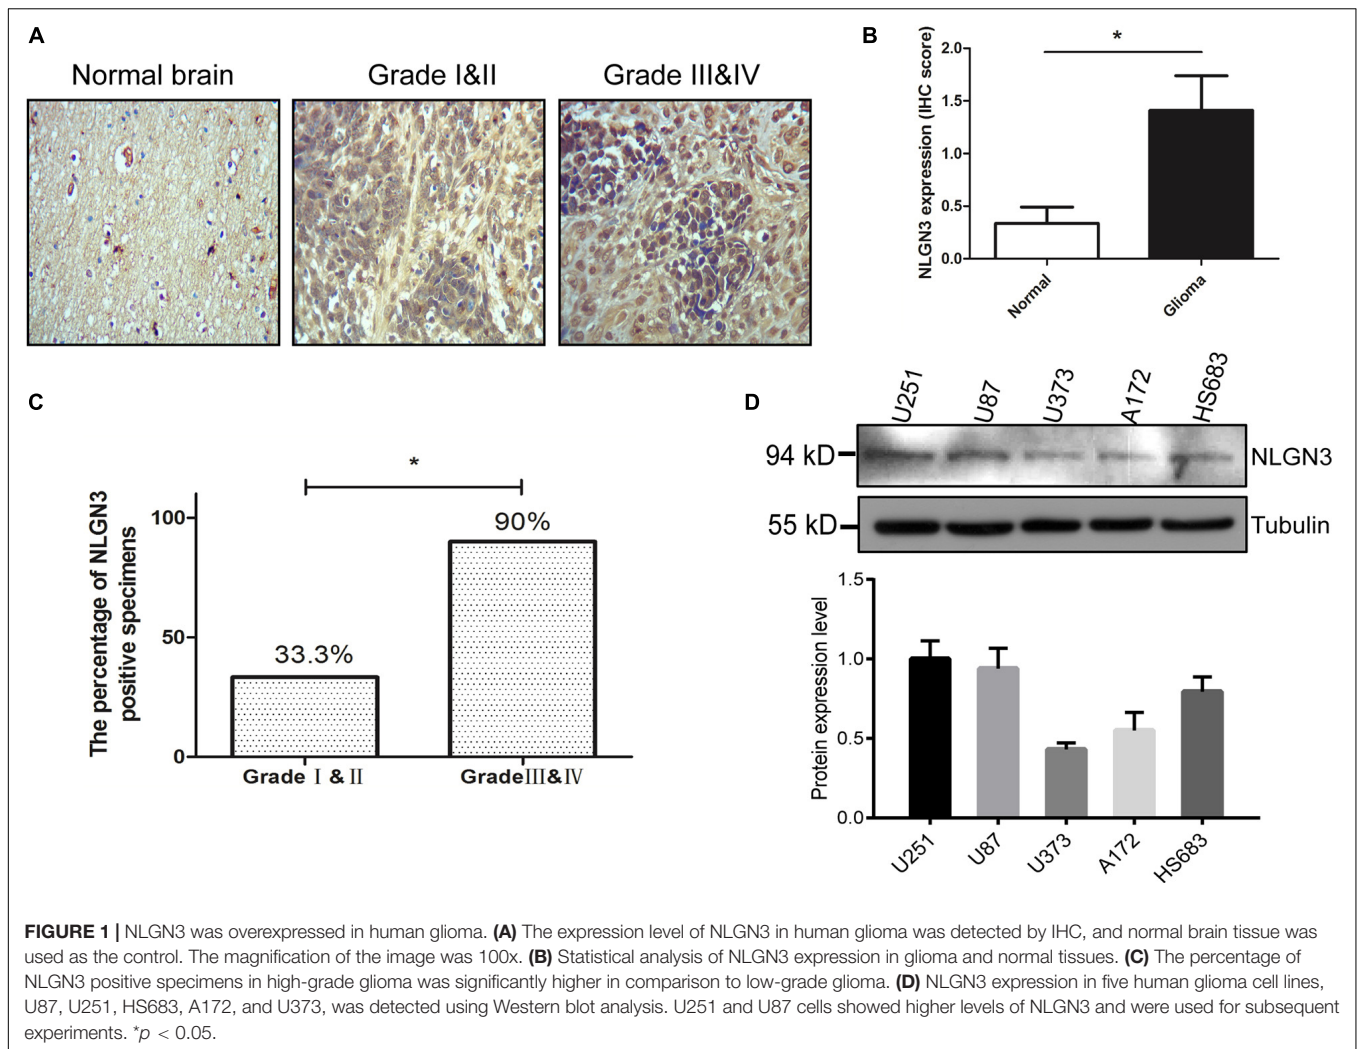 A
Normal brain
Grade I&II
Grade III&IV
B
NLGN3 expression (IHC score)
2.0
1.5
1.0
0.5
0.0
*
Normal
Glioma
C
The percentage of NLGN3
positive specimens
100
50
0
*
33.3%
90%
Grade Ⅰ & Ⅱ
GradeⅢ&Ⅳ
D
U251
U87
U373
A172
HS683
94 kD
NLGN3
55 kD
Tubulin
Protein expression level
1.5
1.0
0.5
0.0
U251
U87
U373
A172
HS683
FIGURE 1 | NLGN3 was overexpressed in human glioma. (A) The expression level of NLGN3 in human glioma was detected by IHC, and normal brain tissue was
used as the control. The magnification of the image was 100x. (B) Statistical analysis of NLGN3 expression in glioma and normal tissues. (C) The percentage of
NLGN3 positive specimens in high-grade glioma was significantly higher in comparison to low-grade glioma. (D) NLGN3 expression in five human glioma cell lines,
U87, U251, HS683, A172, and U373, was detected using Western blot analysis. U251 and U87 cells showed higher levels of NLGN3 and were used for subsequent
experiments. *p < 0.05.